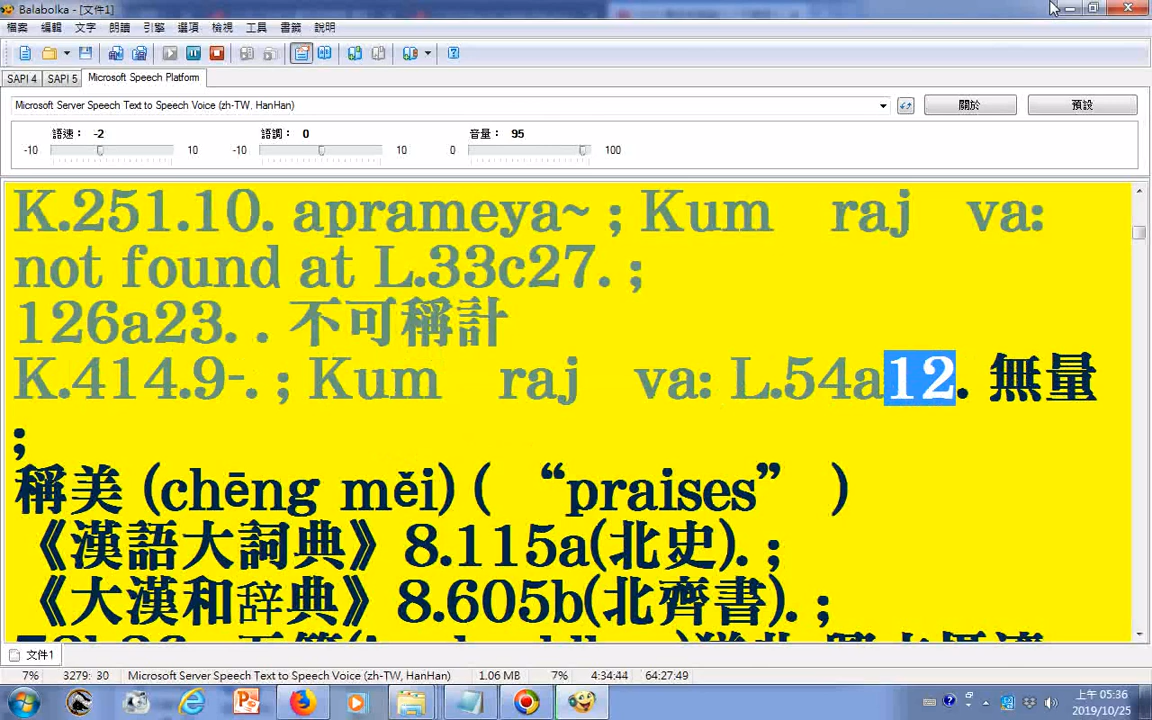 Balabolka - [文件1]
檔案 編輯 文字 朗讀 引擎 選項 檢視 工具 書籤 說明
SAPI 4 SAPI 5 Microsoft Speech Platform
Microsoft Server Speech Text to Speech Voice (zh-TW, HanHan) 關於 預設
語速： -2 語調： 0 音量： 95
-10 10 -10 10 0 100
K.251.10. aprameya~ ; Kum raj va:
not found at L.33c27. ;
126a23. . 不可稱計
K.414.9-. ; Kum raj va: L.54a12. 無量
;
稱美 (chēng měi) ( “praises” )
《漢語大詞典》8.115a(北史). ;
《大漢和辞典》8.605b(北齊書). ;
文件1
7% 3279: 30 Microsoft Server Speech Text to Speech Voice (zh-TW, HanHan) 1.06 MB 7% 4:34:44 64:27:49
上午 05:36
2019/10/25